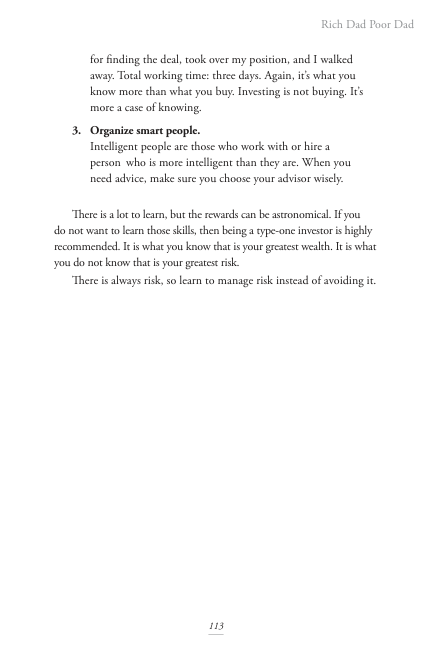 Rich Dad Poor Dad
for finding the deal, took over my position, and I walked
away. Total working time: three days. Again, it’s what you
know more than what you buy. Investing is not buying. It’s
more a case of knowing.
3. Organize smart people.
Intelligent people are those who work with or hire a
person who is more intelligent than they are. When you
need advice, make sure you choose your advisor wisely.
There is a lot to learn, but the rewards can be astronomical. If you
do not want to learn those skills, then being a type-one investor is highly
recommended. It is what you know that is your greatest wealth. It is what
you do not know that is your greatest risk.
There is always risk, so learn to manage risk instead of avoiding it.
113